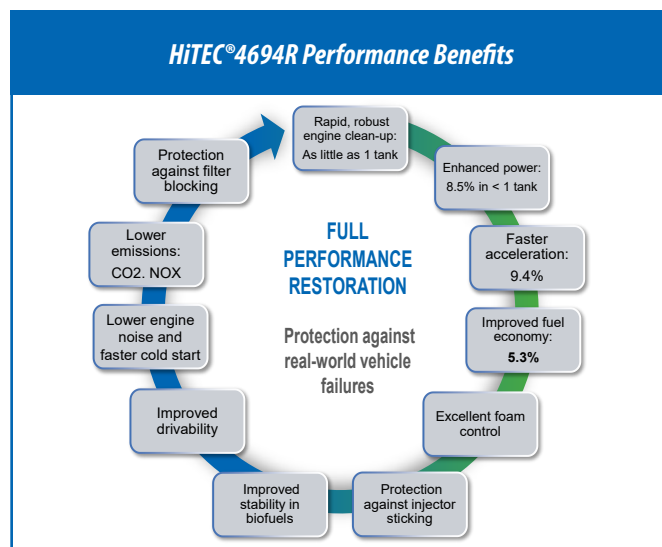 HiTEC®4694R Performance Benefits
Rapid, robust
engine clean-up:
As little as 1 tank
Enhanced power:
8.5% in < 1 tank
Faster
acceleration:
9.4%
Improved fuel
economy:
5.3%
Excellent foam
control
Protection
against injector
sticking
Improved
stability in
biofuels
Improved
drivability
Lower engine
noise and
faster cold start
Lower
emissions:
CO2. NOX
Protection
against filter
blocking
FULL
PERFORMANCE
RESTORATION
Protection against
real-world vehicle
failures